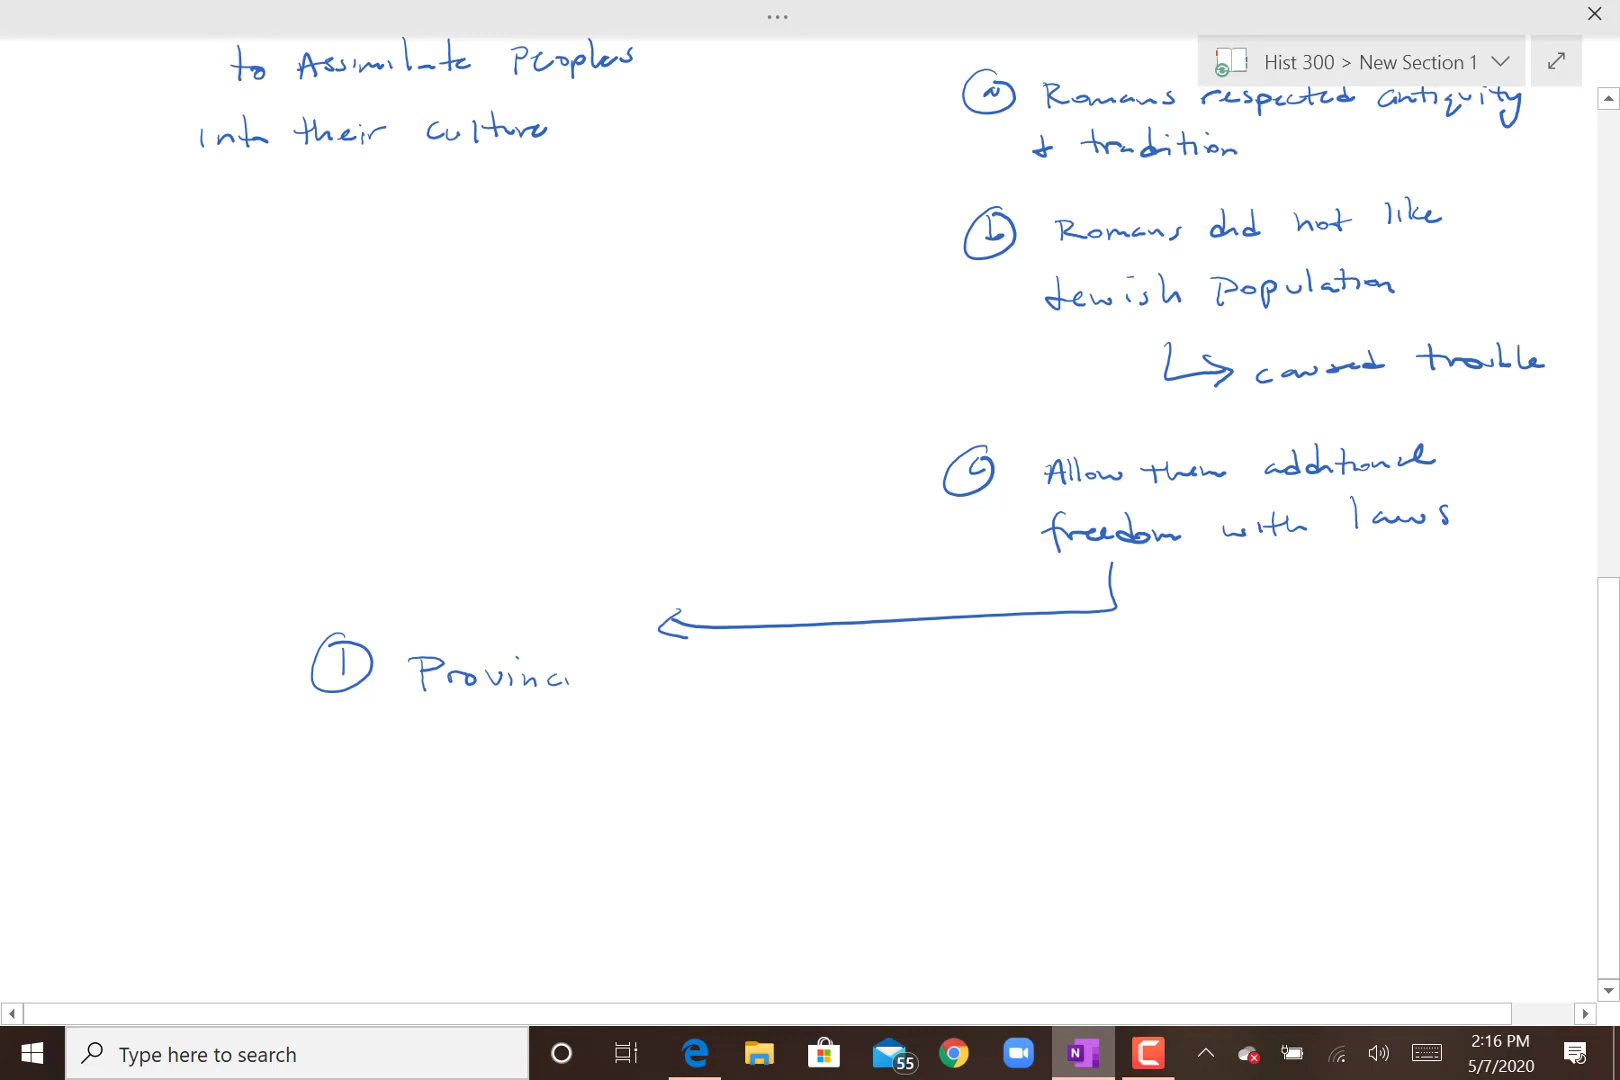 Hist 300 > New Section 1
to Assimilate Peoples
into their culture
a Romans respected antiquity
& tradition
b Romans did not like
Jewish Population
caused trouble
c Allow them additional
freedom with laws
1 Provinc
Type here to search
55
N
2:16 PM
5/7/2020